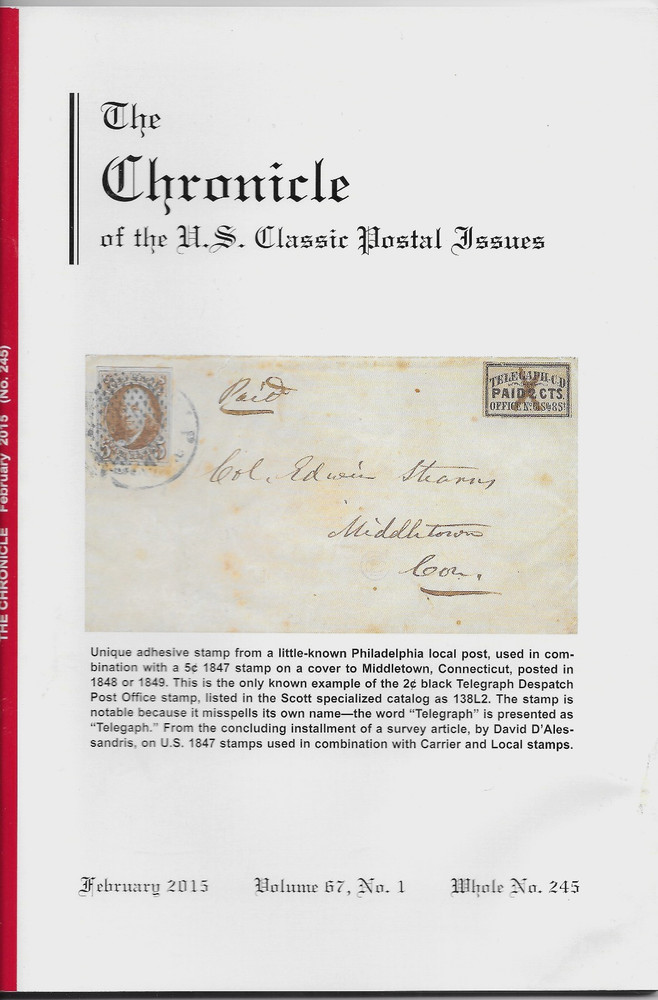 The
Chronicle
of the U.S. Classic Postal Issues
THE CHRONICLE February 2015 (No. 245)
5
Paid
TELEGAPH C.D
PAID 2 CTS.
Col. Edwin Stearns
Middletown
Con.
Unique adhesive stamp from a little-known Philadelphia local post, used in com-
bination with a 5¢ 1847 stamp on a cover to Middletown, Connecticut, posted in
1848 or 1849. This is the only known example of the 2¢ black Telegraph Despatch
Post Office stamp, listed in the Scott specialized catalog as 138L2. The stamp is
notable because it misspells its own name—the word “Telegraph” is presented as
“Telegaph.” From the concluding installment of a survey article, by David D’Ales-
sandris, on U.S. 1847 stamps used in combination with Carrier and Local stamps.
February 2015 Volume 67, No. 1 Whole No. 245